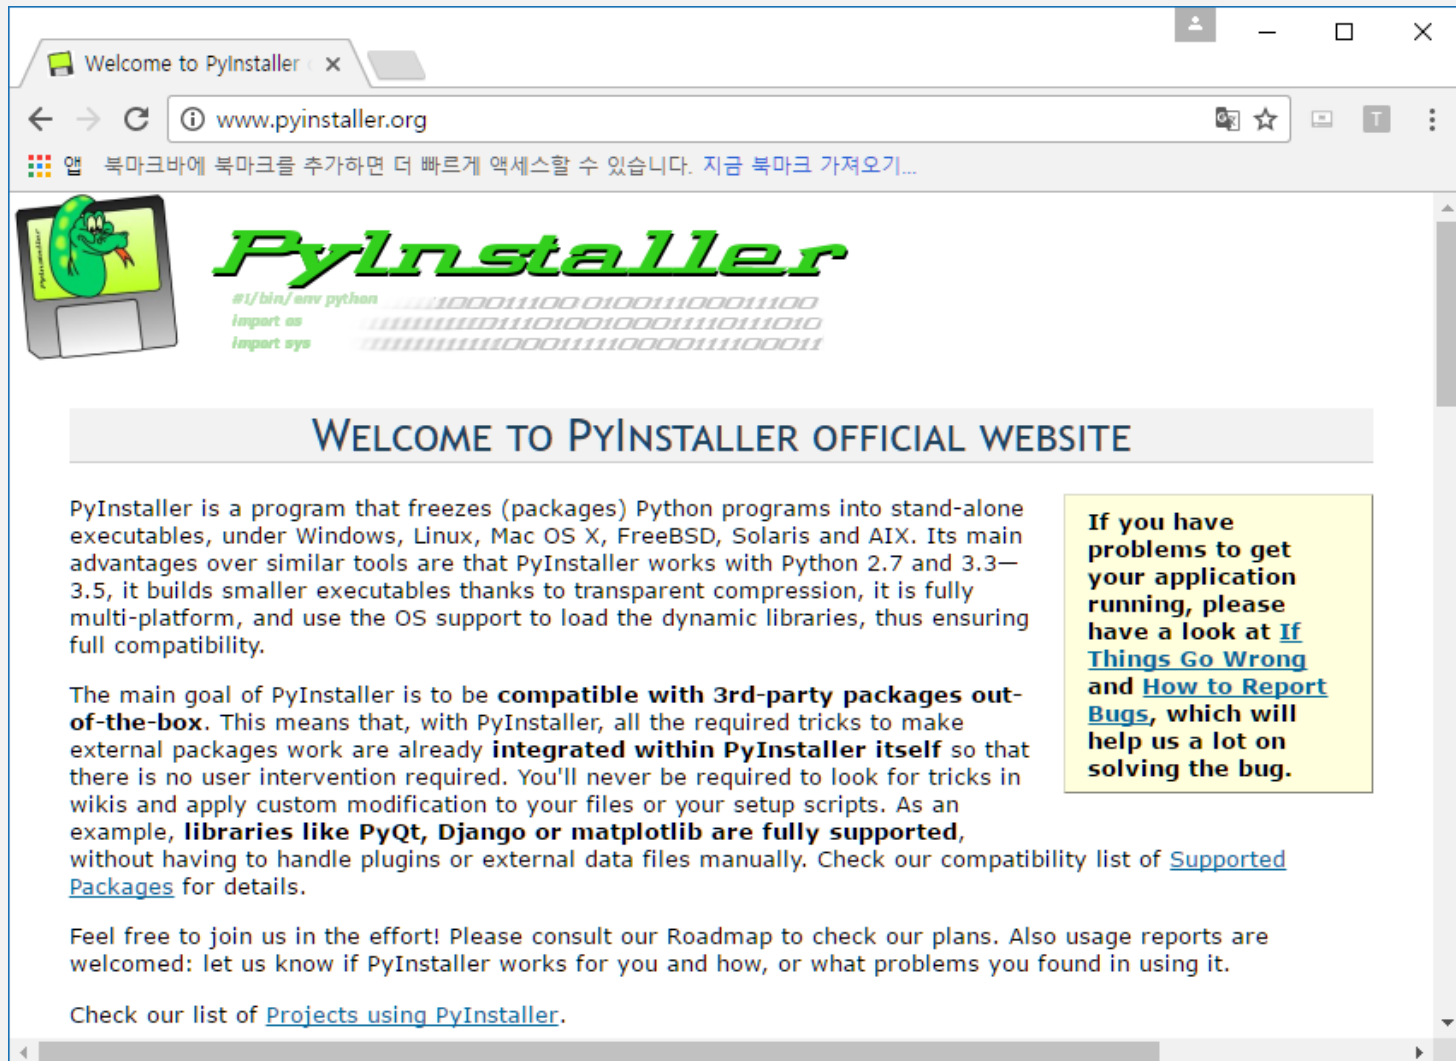 Welcome to PyInstaller
www.pyinstaller.org
T
앱 북마크바에 북마크를 추가하면 더 빠르게 액세스할 수 있습니다. 지금 북마크 가져오기...
PyInstaller
PyInstaller
#!/bin/env python
import os
import sys
WELCOME TO PYINSTALLER OFFICIAL WEBSITE
PyInstaller is a program that freezes (packages) Python programs into stand-alone
executables, under Windows, Linux, Mac OS X, FreeBSD, Solaris and AIX. Its main
advantages over similar tools are that PyInstaller works with Python 2.7 and 3.3—
3.5, it builds smaller executables thanks to transparent compression, it is fully
multi-platform, and use the OS support to load the dynamic libraries, thus ensuring
full compatibility.
If you have
problems to get
your application
running, please
have a look at If
Things Go Wrong
and How to Report
Bugs, which will
help us a lot on
solving the bug.
The main goal of PyInstaller is to be compatible with 3rd-party packages out-
of-the-box. This means that, with PyInstaller, all the required tricks to make
external packages work are already integrated within PyInstaller itself so that
there is no user intervention required. You'll never be required to look for tricks in
wikis and apply custom modification to your files or your setup scripts. As an
example, libraries like PyQt, Django or matplotlib are fully supported,
without having to handle plugins or external data files manually. Check our compatibility list of Supported
Packages for details.
Feel free to join us in the effort! Please consult our Roadmap to check our plans. Also usage reports are
welcomed: let us know if PyInstaller works for you and how, or what problems you found in using it.
Check our list of Projects using PyInstaller.